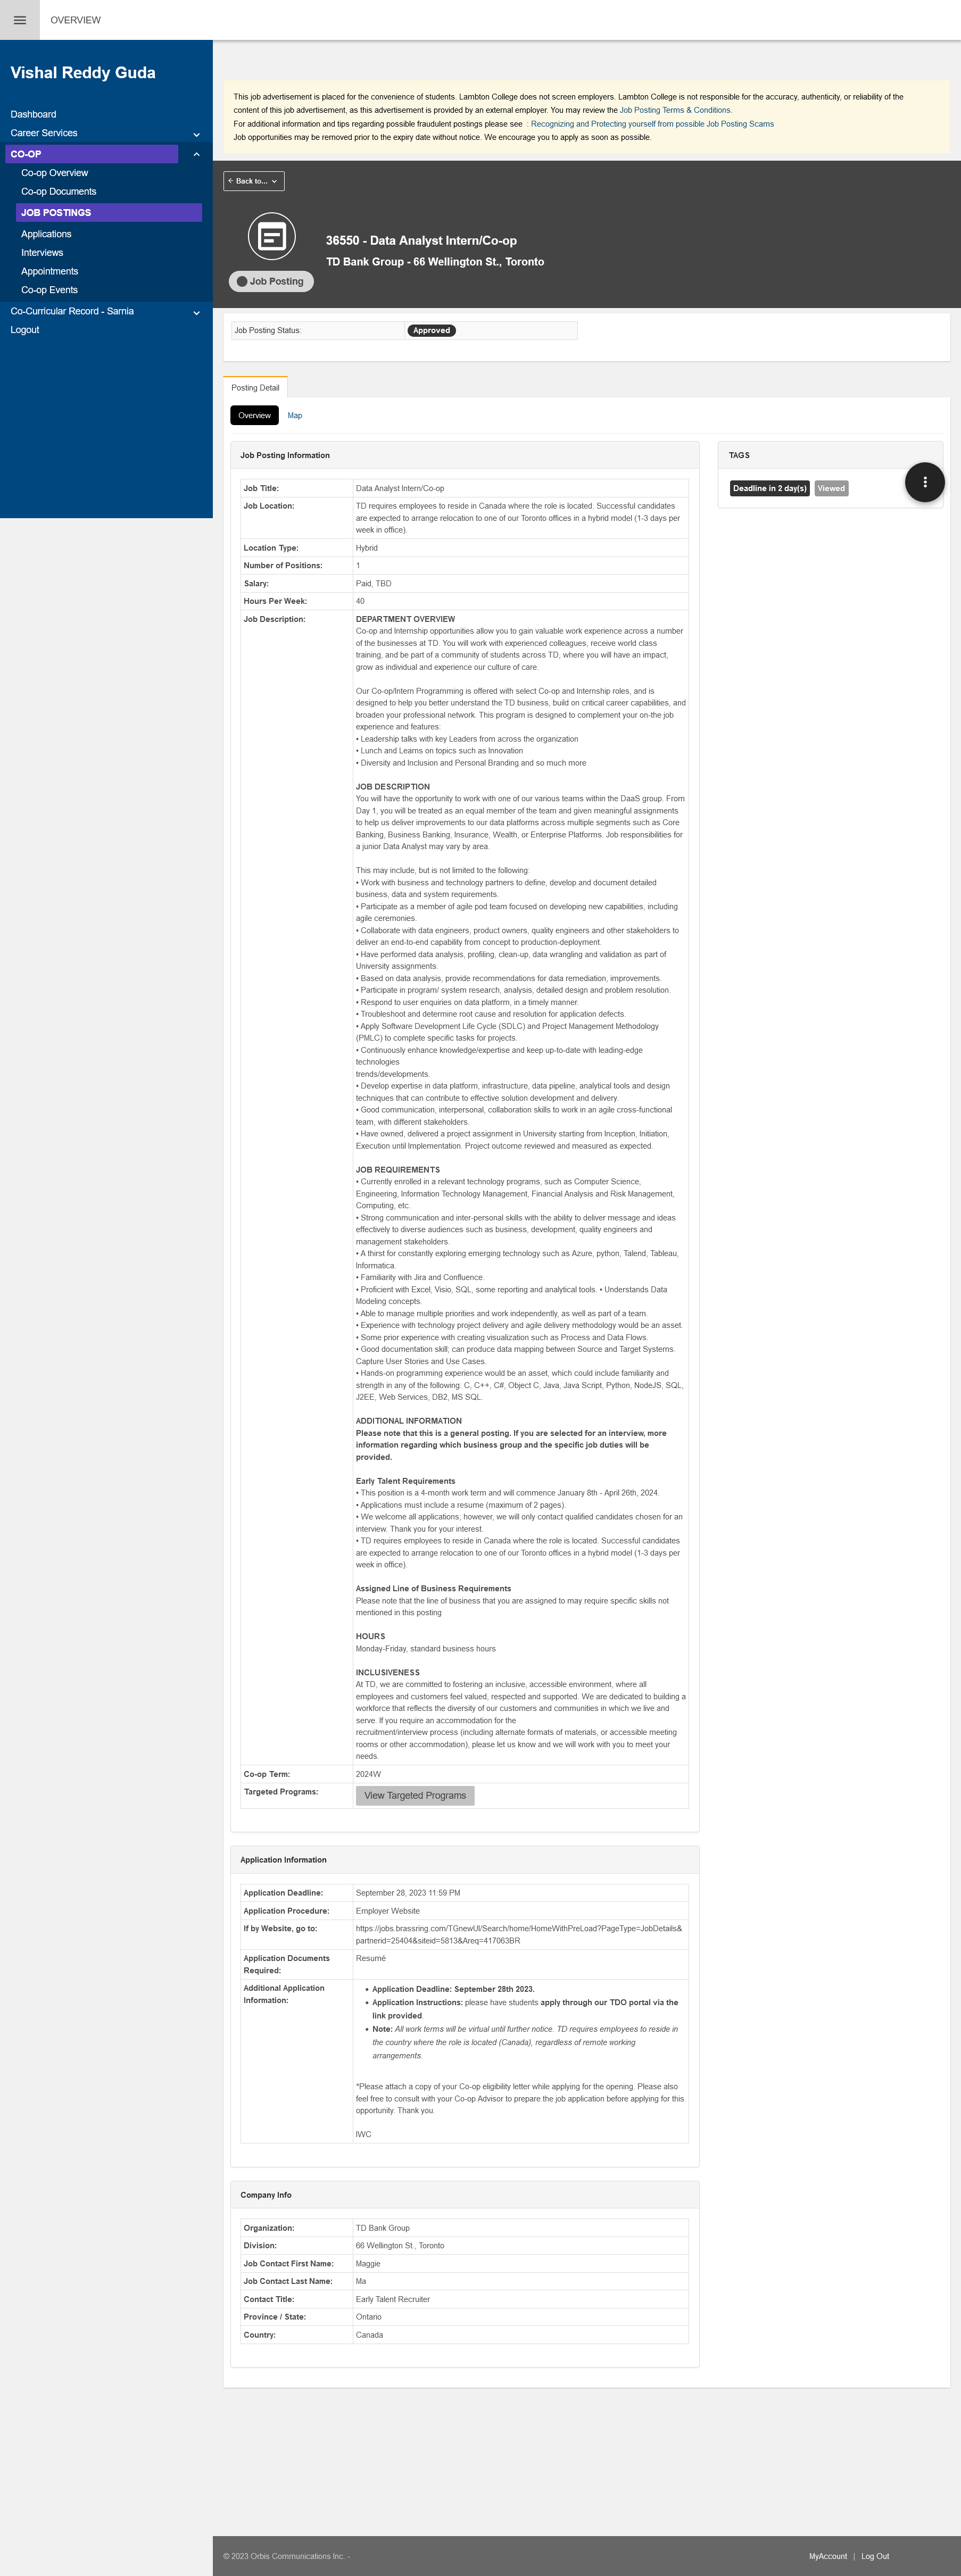 OVERVIEW
Vishal Reddy Guda
Dashboard
Career Services
CO-OP
Co-op Overview
Co-op Documents
JOB POSTINGS
Applications
Interviews
Appointments
Co-op Events
Co-Curricular Record - Sarnia
Logout
This job advertisement is placed for the convenience of students. Lambton College does not screen employers. Lambton College is not responsible for the accuracy, authenticity, or reliability of the
content of this job advertisement, as this advertisement is provided by an external employer. You may review the Job Posting Terms & Conditions.
For additional information and tips regarding possible fraudulent postings please see : Recognizing and Protecting yourself from possible Job Posting Scams
Job opportunities may be removed prior to the expiry date without notice. We encourage you to apply as soon as possible.
Back to...
36550 - Data Analyst Intern/Co-op
TD Bank Group - 66 Wellington St., Toronto
Job Posting
Job Posting Status: Approved
Posting Detail
Overview Map
Job Posting Information
Job Title: Data Analyst Intern/Co-op
Job Location: TD requires employees to reside in Canada where the role is located. Successful candidates
are expected to arrange relocation to one of our Toronto offices in a hybrid model (1-3 days per
week in office).
Location Type: Hybrid
Number of Positions: 1
Salary: Paid, TBD
Hours Per Week: 40
Job Description: DEPARTMENT OVERVIEW
Co-op and Internship opportunities allow you to gain valuable work experience across a number
of the businesses at TD. You will work with experienced colleagues, receive world class
training, and be part of a community of students across TD, where you will have an impact,
grow as individual and experience our culture of care.
Our Co-op/Intern Programming is offered with select Co-op and Internship roles, and is
designed to help you better understand the TD business, build on critical career capabilities, and
broaden your professional network. This program is designed to complement your on-the job
experience and features:
• Leadership talks with key Leaders from across the organization
• Lunch and Learns on topics such as Innovation
• Diversity and Inclusion and Personal Branding and so much more
JOB DESCRIPTION
You will have the opportunity to work with one of our various teams within the DaaS group. From
Day 1, you will be treated as an equal member of the team and given meaningful assignments
to help us deliver improvements to our data platforms across multiple segments such as Core
Banking, Business Banking, Insurance, Wealth, or Enterprise Platforms. Job responsibilities for
a junior Data Analyst may vary by area.
This may include, but is not limited to the following:
• Work with business and technology partners to define, develop and document detailed
business, data and system requirements.
• Participate as a member of agile pod team focused on developing new capabilities, including
agile ceremonies.
• Collaborate with data engineers, product owners, quality engineers and other stakeholders to
deliver an end-to-end capability from concept to production-deployment.
• Have performed data analysis, profiling, clean-up, data wrangling and validation as part of
University assignments.
• Based on data analysis, provide recommendations for data remediation, improvements.
• Participate in program/ system research, analysis, detailed design and problem resolution.
• Respond to user enquiries on data platform, in a timely manner.
• Troubleshoot and determine root cause and resolution for application defects.
• Apply Software Development Life Cycle (SDLC) and Project Management Methodology
(PMLC) to complete specific tasks for projects.
• Continuously enhance knowledge/expertise and keep up-to-date with leading-edge
technologies
trends/developments.
• Develop expertise in data platform, infrastructure, data pipeline, analytical tools and design
techniques that can contribute to effective solution development and delivery.
• Good communication, interpersonal, collaboration skills to work in an agile cross-functional
team, with different stakeholders.
• Have owned, delivered a project assignment in University starting from Inception, Initiation,
Execution until Implementation. Project outcome reviewed and measured as expected.
JOB REQUIREMENTS
• Currently enrolled in a relevant technology programs, such as Computer Science,
Engineering, Information Technology Management, Financial Analysis and Risk Management,
Computing, etc.
• Strong communication and inter-personal skills with the ability to deliver message and ideas
effectively to diverse audiences such as business, development, quality engineers and
management stakeholders.
• A thirst for constantly exploring emerging technology such as Azure, python, Talend, Tableau,
Informatica.
• Familiarity with Jira and Confluence.
• Proficient with Excel, Visio, SQL, some reporting and analytical tools. • Understands Data
Modeling concepts.
• Able to manage multiple priorities and work independently, as well as part of a team.
• Experience with technology project delivery and agile delivery methodology would be an asset.
• Some prior experience with creating visualization such as Process and Data Flows.
• Good documentation skill; can produce data mapping between Source and Target Systems.
Capture User Stories and Use Cases.
• Hands-on programming experience would be an asset, which could include familiarity and
strength in any of the following: C, C++, C#, Object C, Java, Java Script, Python, NodeJS, SQL,
J2EE, Web Services, DB2, MS SQL.
ADDITIONAL INFORMATION
Please note that this is a general posting. If you are selected for an interview, more
information regarding which business group and the specific job duties will be
provided.
Early Talent Requirements
• This position is a 4-month work term and will commence January 8th - April 26th, 2024.
• Applications must include a resume (maximum of 2 pages).
• We welcome all applications; however, we will only contact qualified candidates chosen for an
interview. Thank you for your interest.
• TD requires employees to reside in Canada where the role is located. Successful candidates
are expected to arrange relocation to one of our Toronto offices in a hybrid model (1-3 days per
week in office).
Assigned Line of Business Requirements
Please note that the line of business that you are assigned to may require specific skills not
mentioned in this posting
HOURS
Monday-Friday, standard business hours
INCLUSIVENESS
At TD, we are committed to fostering an inclusive, accessible environment, where all
employees and customers feel valued, respected and supported. We are dedicated to building a
workforce that reflects the diversity of our customers and communities in which we live and
serve. If you require an accommodation for the
recruitment/interview process (including alternate formats of materials, or accessible meeting
rooms or other accommodation), please let us know and we will work with you to meet your
needs.
Co-op Term: 2024W
Targeted Programs: View Targeted Programs
TAGS
Deadline in 2 day(s) Viewed
Application Information
Application Deadline: September 28, 2023 11:59 PM
Application Procedure: Employer Website
If by Website, go to: https://jobs.brassring.com/TGnewUI/Search/home/HomeWithPreLoad?PageType=JobDetails&
partnerid=25404&siteid=5813&Areq=417063BR
Application Documents Required: Resumé
Additional Application Information:
• Application Deadline: September 28th 2023.
• Application Instructions: please have students apply through our TDO portal via the
link provided.
• Note: All work terms will be virtual until further notice. TD requires employees to reside in
the country where the role is located (Canada), regardless of remote working
arrangements.
*Please attach a copy of your Co-op eligibility letter while applying for the opening. Please also
feel free to consult with your Co-op Advisor to prepare the job application before applying for this
opportunity. Thank you.
IWC
Company Info
Organization: TD Bank Group
Division: 66 Wellington St., Toronto
Job Contact First Name: Maggie
Job Contact Last Name: Ma
Contact Title: Early Talent Recruiter
Province / State: Ontario
Country: Canada
© 2023 Orbis Communications Inc. -
MyAccount | Log Out